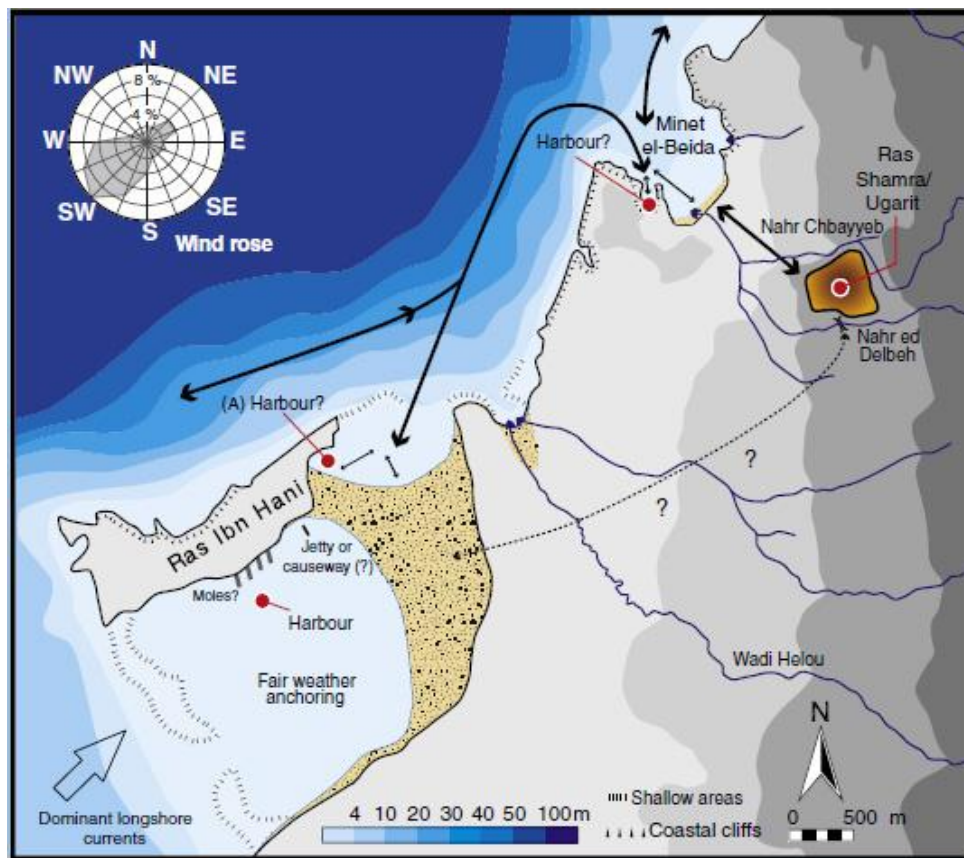 N
NW
NE
8 %
4 %
W
E
SW
SE
S
Wind rose
Minet
el-Beida
Harbour?
Ras
Shamra/
Ugarit
Nahr Chbayyeb
Nahr ed
Delbeh
(A) Harbour?
?
?
Ras Ibn Hani
Jetty or
causeway (?)
Moles?
Harbour
Fair weather
anchoring
Wadi Helou
N
Dominant longshore
currents
4 10 20 30 40 50 100m
Shallow areas
Coastal cliffs
0 500 m